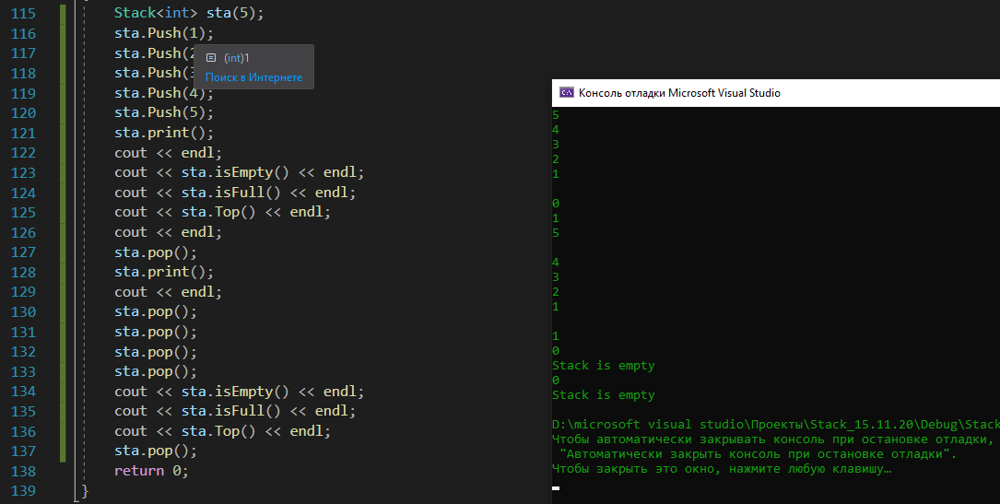 115 Stack<int> sta(5);
116 sta.Push(1);
117 sta.Push(2
(int)1
118 sta.Push(3
Поиск в Интернете
119 sta.Push(4);
120 sta.Push(5);
121 sta.print();
122 cout << endl;
123 cout << sta.isEmpty() << endl;
124 cout << sta.isFull() << endl;
125 cout << sta.Top() << endl;
126 cout << endl;
127 sta.pop();
128 sta.print();
129 cout << endl;
130 sta.pop();
131 sta.pop();
132 sta.pop();
133 sta.pop();
134 cout << sta.isEmpty() << endl;
135 cout << sta.isFull() << endl;
136 cout << sta.Top() << endl;
137 sta.pop();
138 return 0;
139 }
C:\ Консоль отладки Microsoft Visual Studio
5
4
3
2
1
0
1
5
4
3
2
1
1
0
Stack is empty
0
Stack is empty
D:\microsoft visual studio\Проекты\Stack_15.11.20\Debug\Stack
Чтобы автоматически закрывать консоль при остановке отладки,
"Автоматически закрыть консоль при остановке отладки".
Чтобы закрыть это окно, нажмите любую клавишу…